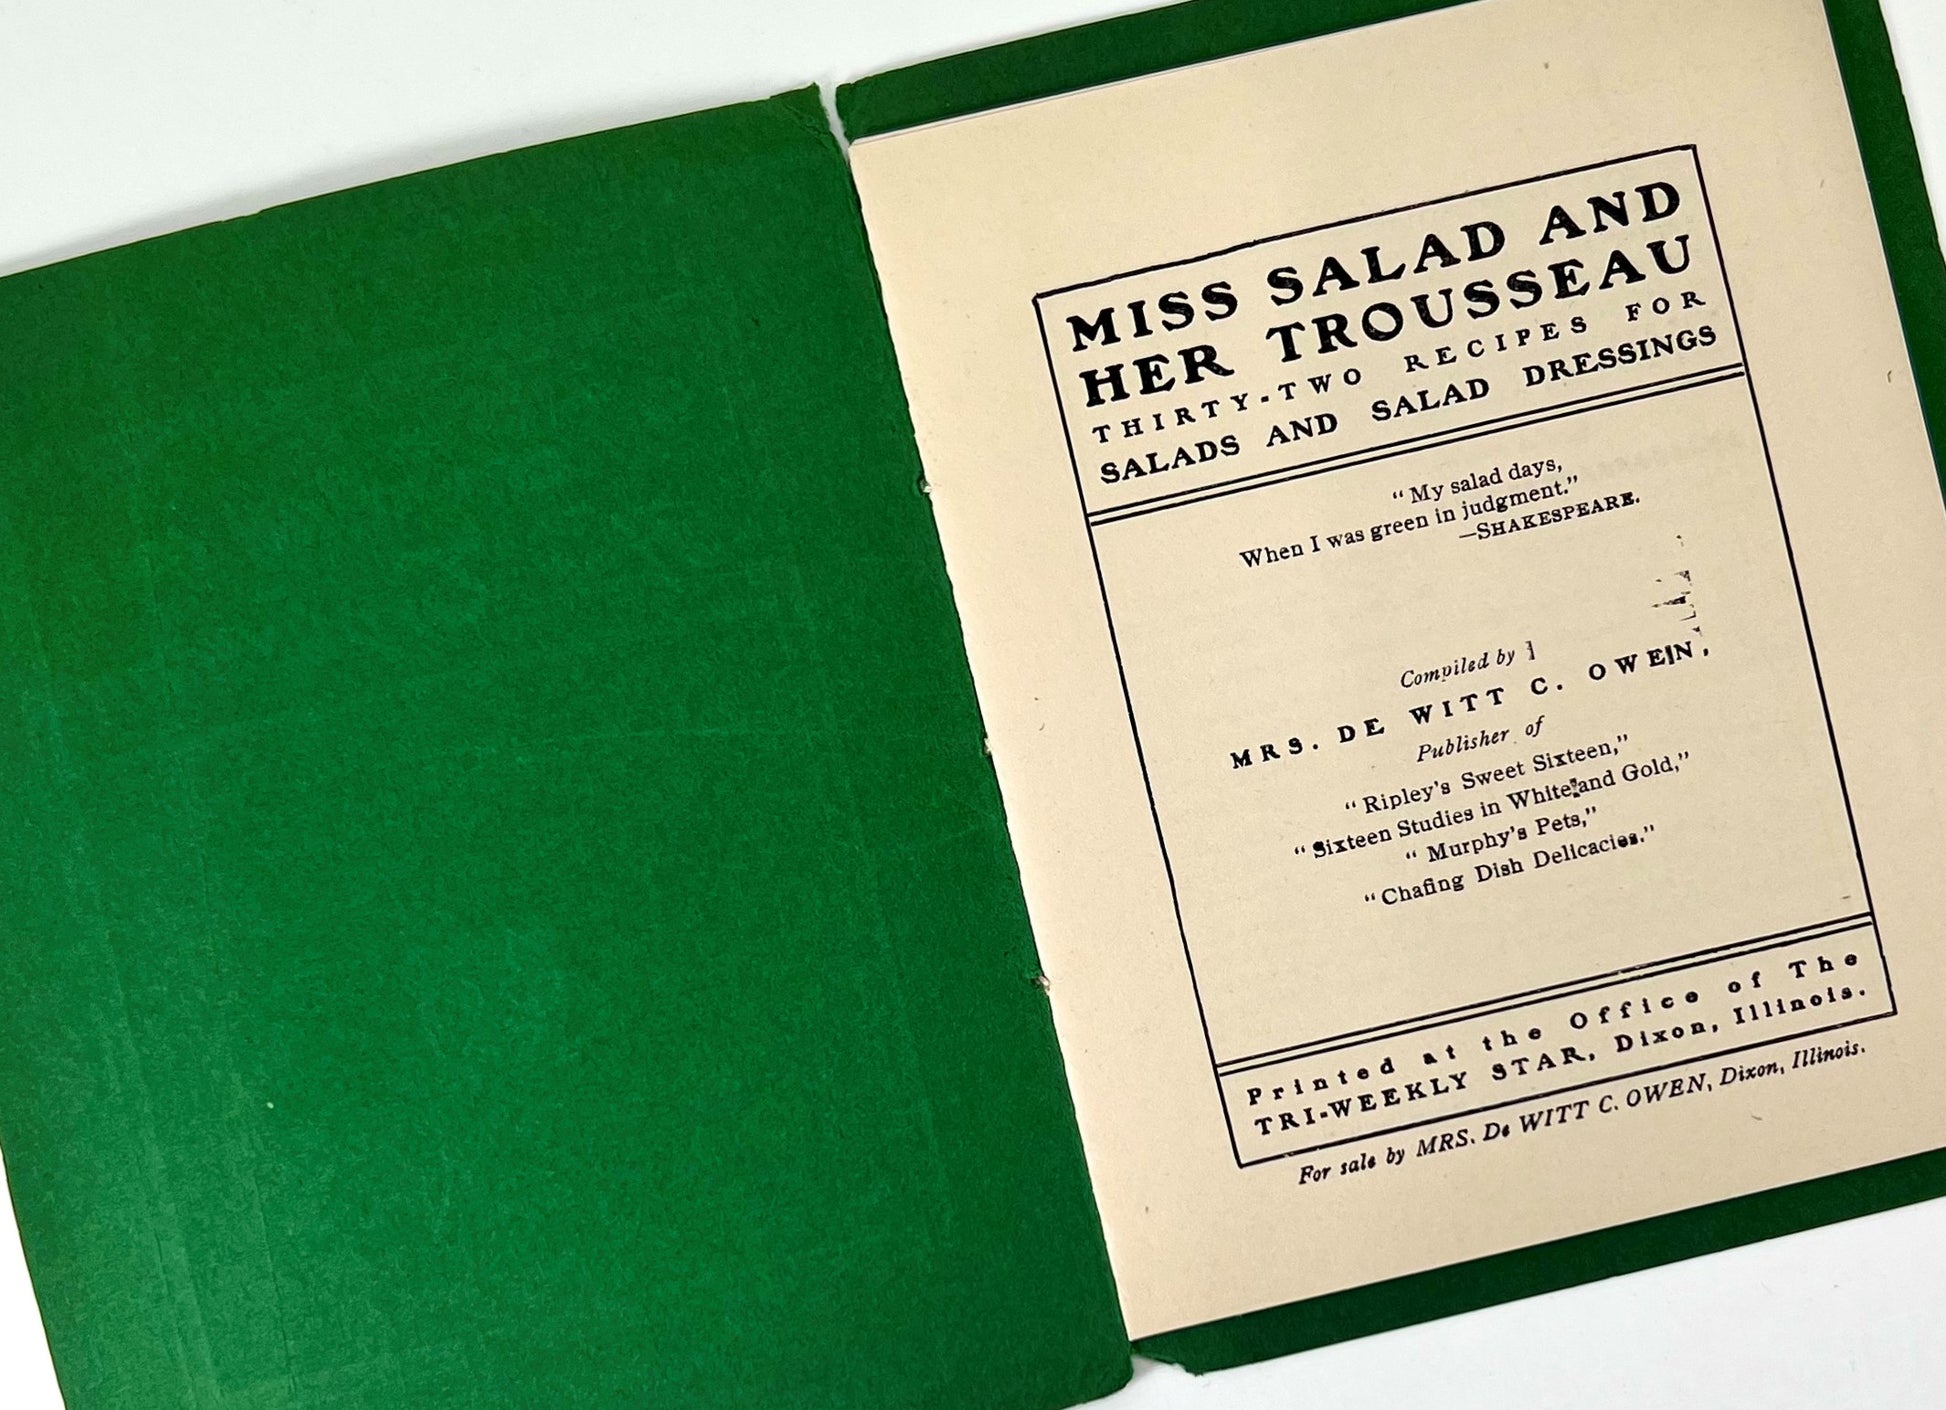 MISS SALAD AND
HER TROUSSEAU
THIRTY-TWO RECIPES FOR
SALADS AND SALAD DRESSINGS
“My salad days,
When I was green in judgment.”
—SHAKESPEARE.
Compiled by
MRS. DE WITT C. OWEN,
Publisher of
“Ripley's Sweet Sixteen,”
“Sixteen Studies in White and Gold,”
“Murphy's Pets,”
“Chafing Dish Delicacies.”
Printed at the Office of The
TRI-WEEKLY STAR, Dixon, Illinois.
For sale by MRS. De WITT C. OWEN, Dixon, Illinois.